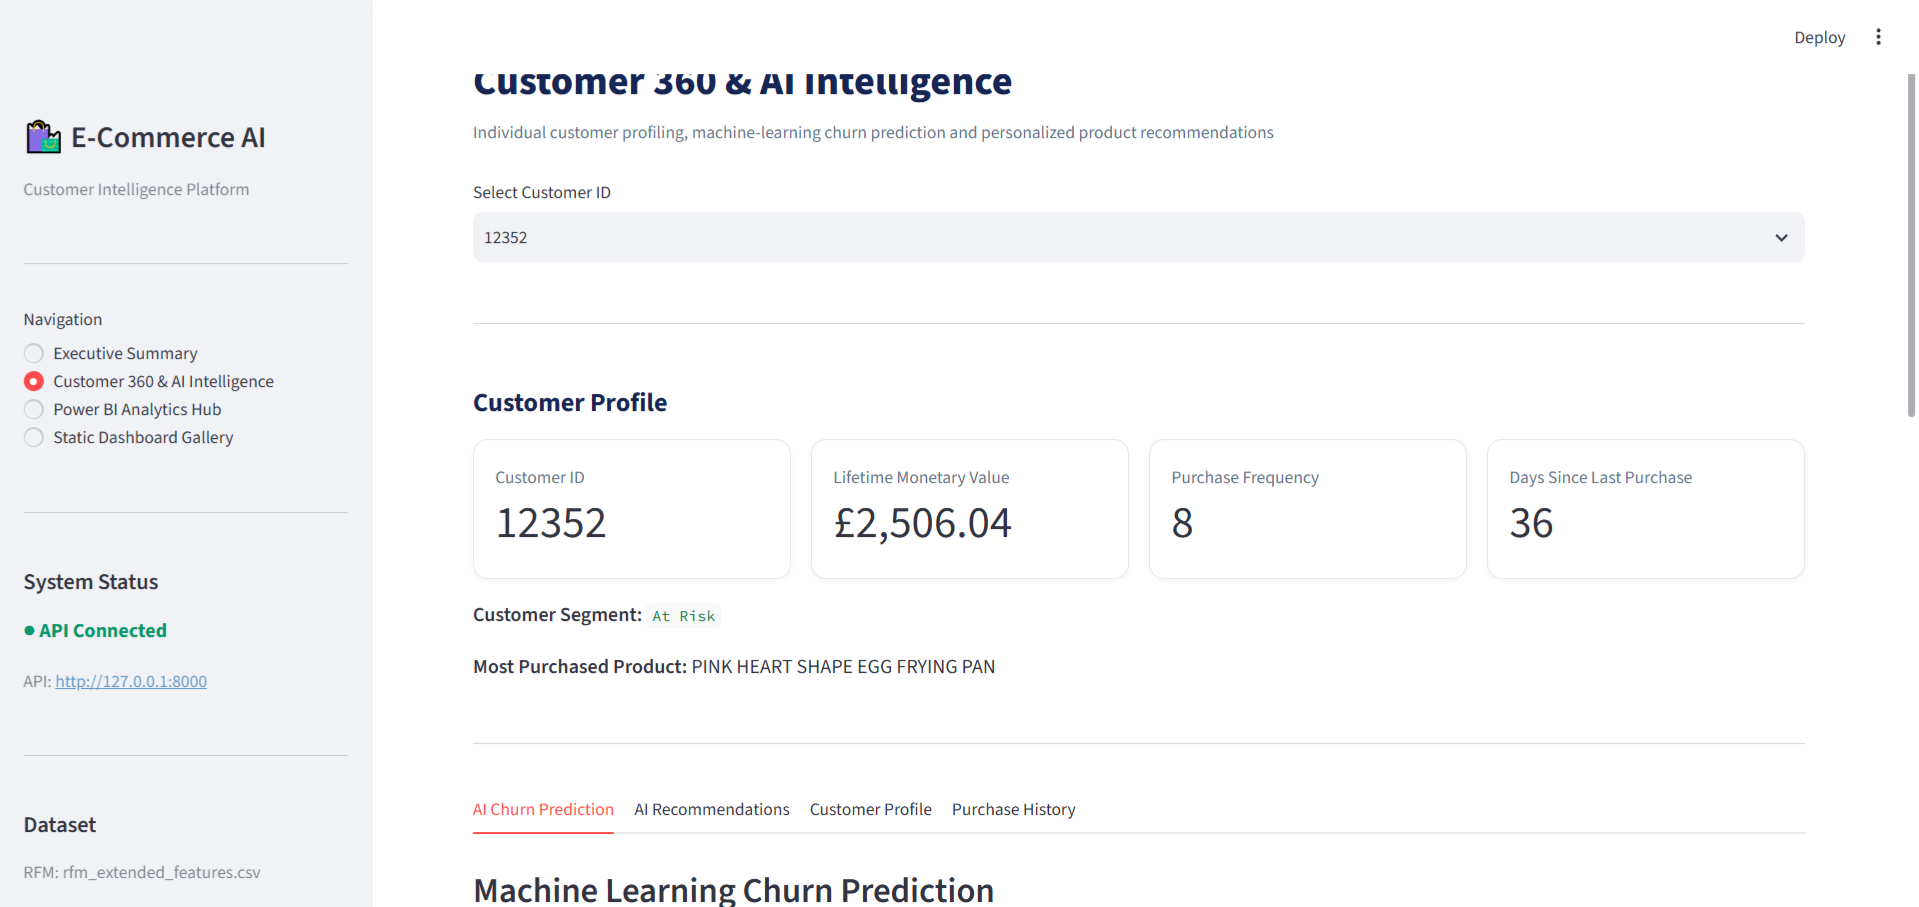 E-Commerce AI
Customer Intelligence Platform
Navigation
Executive Summary
Customer 360 & AI Intelligence
Power BI Analytics Hub
Static Dashboard Gallery
System Status
API Connected
API: http://127.0.0.1:8000
Dataset
RFM: rfm_extended_features.csv
Deploy
Customer 360 & AI Intelligence
Individual customer profiling, machine-learning churn prediction and personalized product recommendations
Select Customer ID
12352
Customer Profile
Customer ID
12352
Lifetime Monetary Value
£2,506.04
Purchase Frequency
8
Days Since Last Purchase
36
Customer Segment: At Risk
Most Purchased Product: PINK HEART SHAPE EGG FRYING PAN
AI Churn Prediction AI Recommendations Customer Profile Purchase History
Machine Learning Churn Prediction